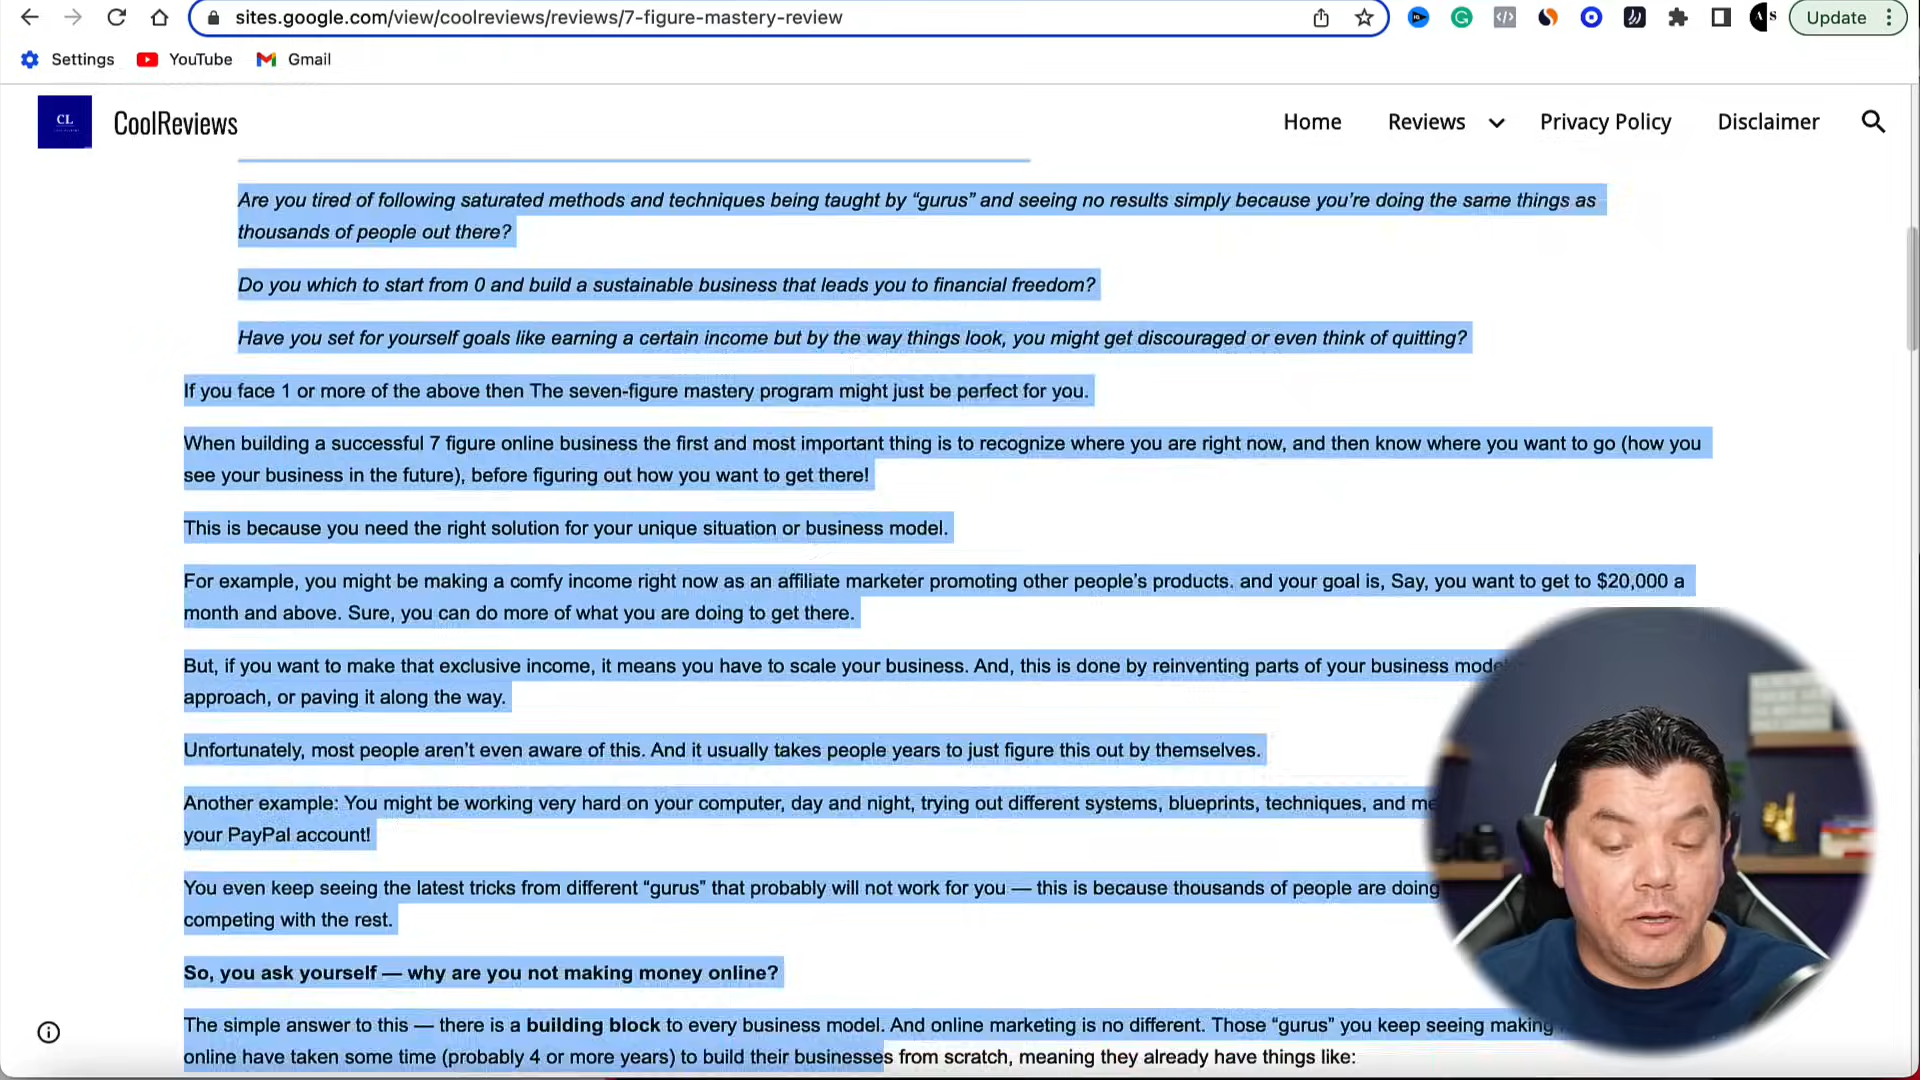 sites.google.com/view/coolreviews/reviews/7-figure-mastery-review
Update
Settings
YouTube
Gmail
CL
CoolReviews
Home
Reviews
Privacy Policy
Disclaimer
Are you tired of following saturated methods and techniques being taught by “gurus” and seeing no results simply because you’re doing the same things as
thousands of people out there?
Do you which to start from 0 and build a sustainable business that leads you to financial freedom?
Have you set for yourself goals like earning a certain income but by the way things look, you might get discouraged or even think of quitting?
If you face 1 or more of the above then The seven-figure mastery program might just be perfect for you.
When building a successful 7 figure online business the first and most important thing is to recognize where you are right now, and then know where you want to go (how you
see your business in the future), before figuring out how you want to get there!
This is because you need the right solution for your unique situation or business model.
For example, you might be making a comfy income right now as an affiliate marketer promoting other people’s products. and your goal is, Say, you want to get to $20,000 a
month and above. Sure, you can do more of what you are doing to get there.
But, if you want to make that exclusive income, it means you have to scale your business. And, this is done by reinventing parts of your business
approach, or paving it along the way.
Unfortunately, most people aren’t even aware of this. And it usually takes people years to just figure this out by themselves.
Another example: You might be working very hard on your computer, day and night, trying out different systems, blueprints, techniques, and
your PayPal account!
You even keep seeing the latest tricks from different “gurus” that probably will not work for you — this is because thousands of people are doing
competing with the rest.
So, you ask yourself — why are you not making money online?
The simple answer to this — there is a building block to every business model. And online marketing is no different. Those “gurus” you keep seeing making
online have taken some time (probably 4 or more years) to build their businesses from scratch, meaning they already have things like: